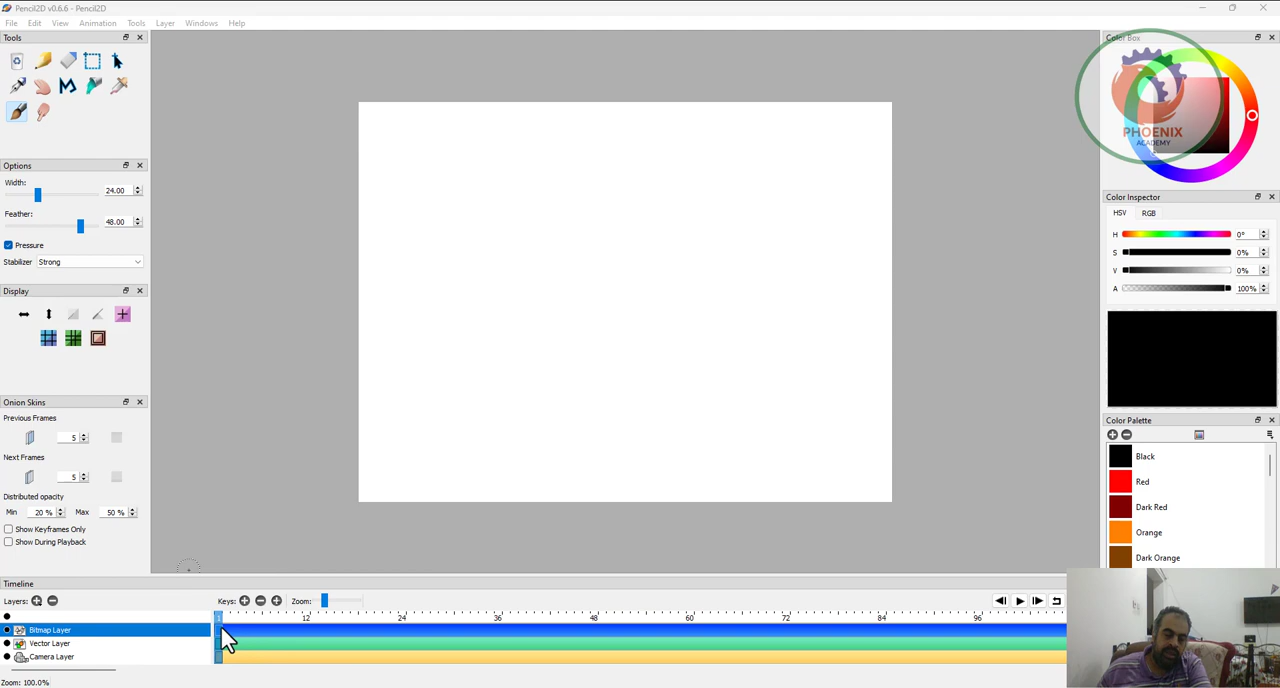 Pencil2D v0.6.6 - Pencil2D
File Edit View Animation Tools Layer Windows Help
Tools
Options
Width:
24.00
Feather:
48.00
Pressure
Stabilizer Strong
Display
Onion Skins
Previous Frames
5
Next Frames
5
Distributed opacity
Min 20 % Max 50 %
Show Keyframes Only
Show During Playback
Color Box
PHOENIX
ACADEMY
Color Inspector
HSV RGB
H 0°
S 0%
V 0%
A 100%
Color Palette
Black
Red
Dark Red
Orange
Dark Orange
Timeline
Layers: Keys: Zoom:
1 12 24 36 48 60 72 84 96
Bitmap Layer
Vector Layer
Camera Layer
Zoom: 100.0%